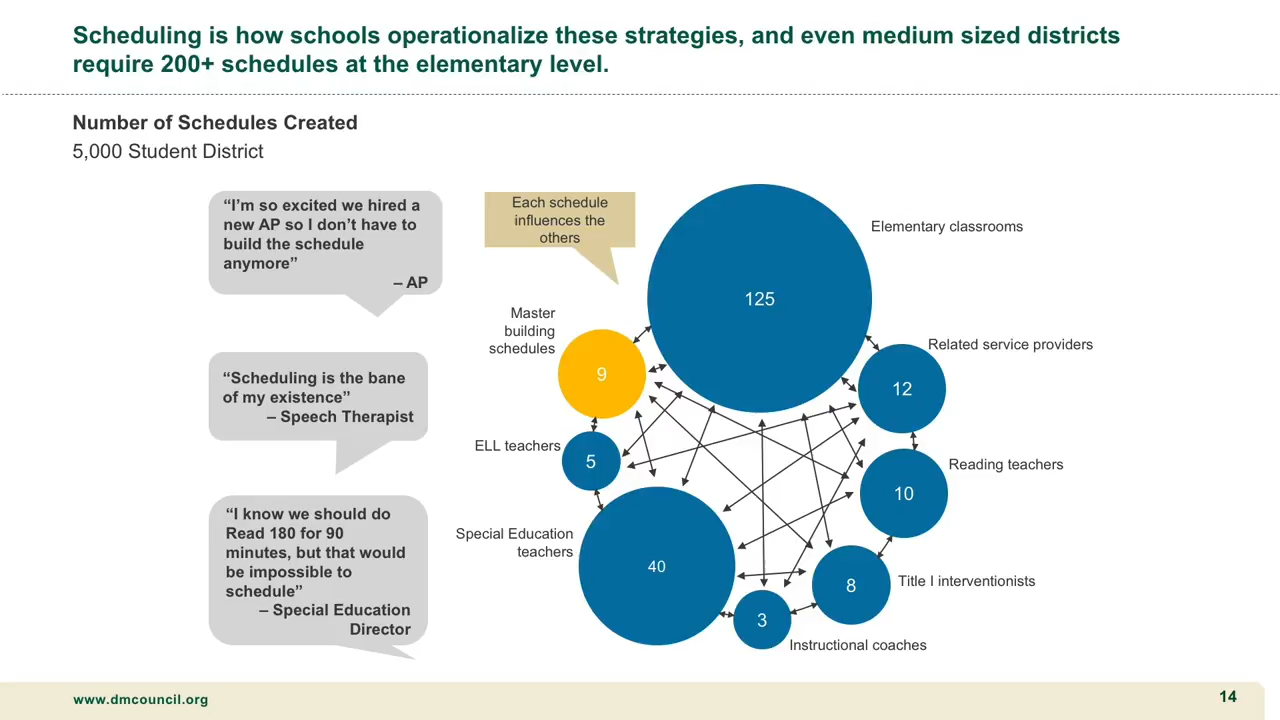 Scheduling is how schools operationalize these strategies, and even medium sized districts
require 200+ schedules at the elementary level.
Number of Schedules Created
5,000 Student District
“I’m so excited we hired a
new AP so I don’t have to
build the schedule
anymore”
– AP
“Scheduling is the bane
of my existence”
– Speech Therapist
“I know we should do
Read 180 for 90
minutes, but that would
be impossible to
schedule”
– Special Education
Director
Each schedule
influences the
others
125
Elementary classrooms
Master
building
schedules
9
Related service providers
12
ELL teachers
5
Reading teachers
10
Special Education
teachers
40
8
Title I interventionists
3
Instructional coaches
www.dmcouncil.org
14